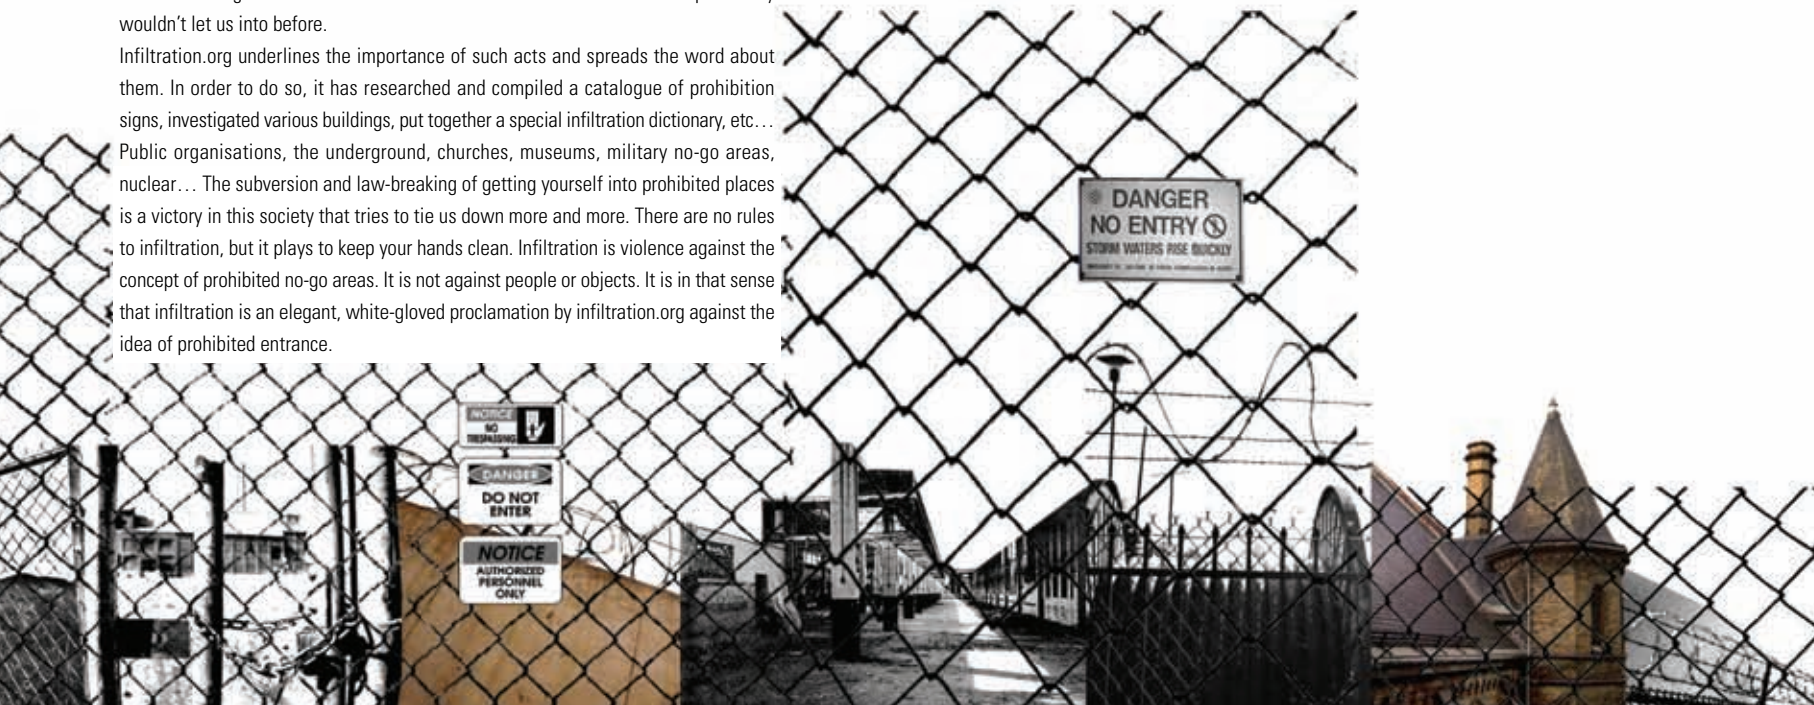 wouldn't let us into before.
Infiltration.org underlines the importance of such acts and spreads the word about
them. In order to do so, it has researched and compiled a catalogue of prohibition
signs, investigated various buildings, put together a special infiltration dictionary, etc…
Public organisations, the underground, churches, museums, military no-go areas,
nuclear… The subversion and law-breaking of getting yourself into prohibited places
is a victory in this society that tries to tie us down more and more. There are no rules
to infiltration, but it plays to keep your hands clean. Infiltration is violence against the
concept of prohibited no-go areas. It is not against people or objects. It is in that sense
that infiltration is an elegant, white-gloved proclamation by infiltration.org against the
idea of prohibited entrance.
DANGER
NO ENTRY
STORM WATERS RISE QUICKLY
NOTICE
NO
TRESPASSING
DANGER
DO NOT
ENTER
NOTICE
AUTHORIZED
PERSONNEL
ONLY